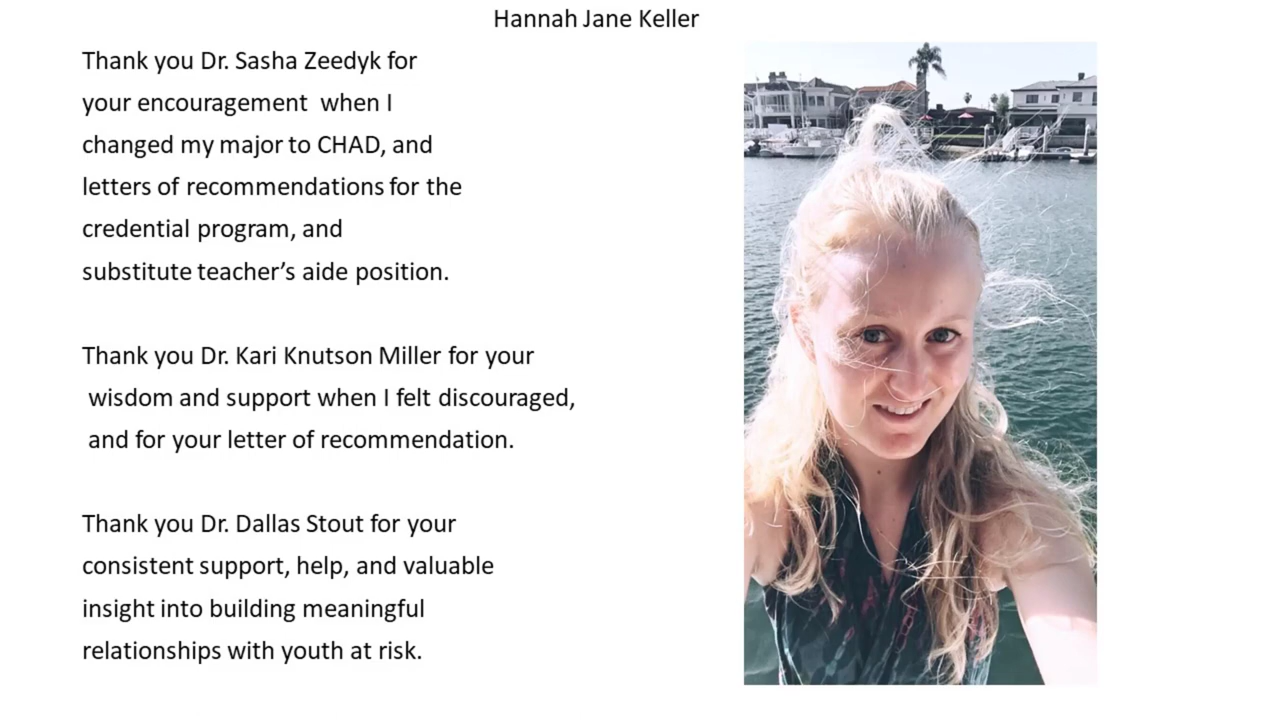 Hannah Jane Keller
Thank you Dr. Sasha Zeedyk for
your encouragement  when I
changed my major to CHAD, and
letters of recommendations for the
credential program, and
substitute teacher’s aide position.
Thank you Dr. Kari Knutson Miller for your
wisdom and support when I felt discouraged,
and for your letter of recommendation.
Thank you Dr. Dallas Stout for your
consistent support, help, and valuable
insight into building meaningful
relationships with youth at risk.